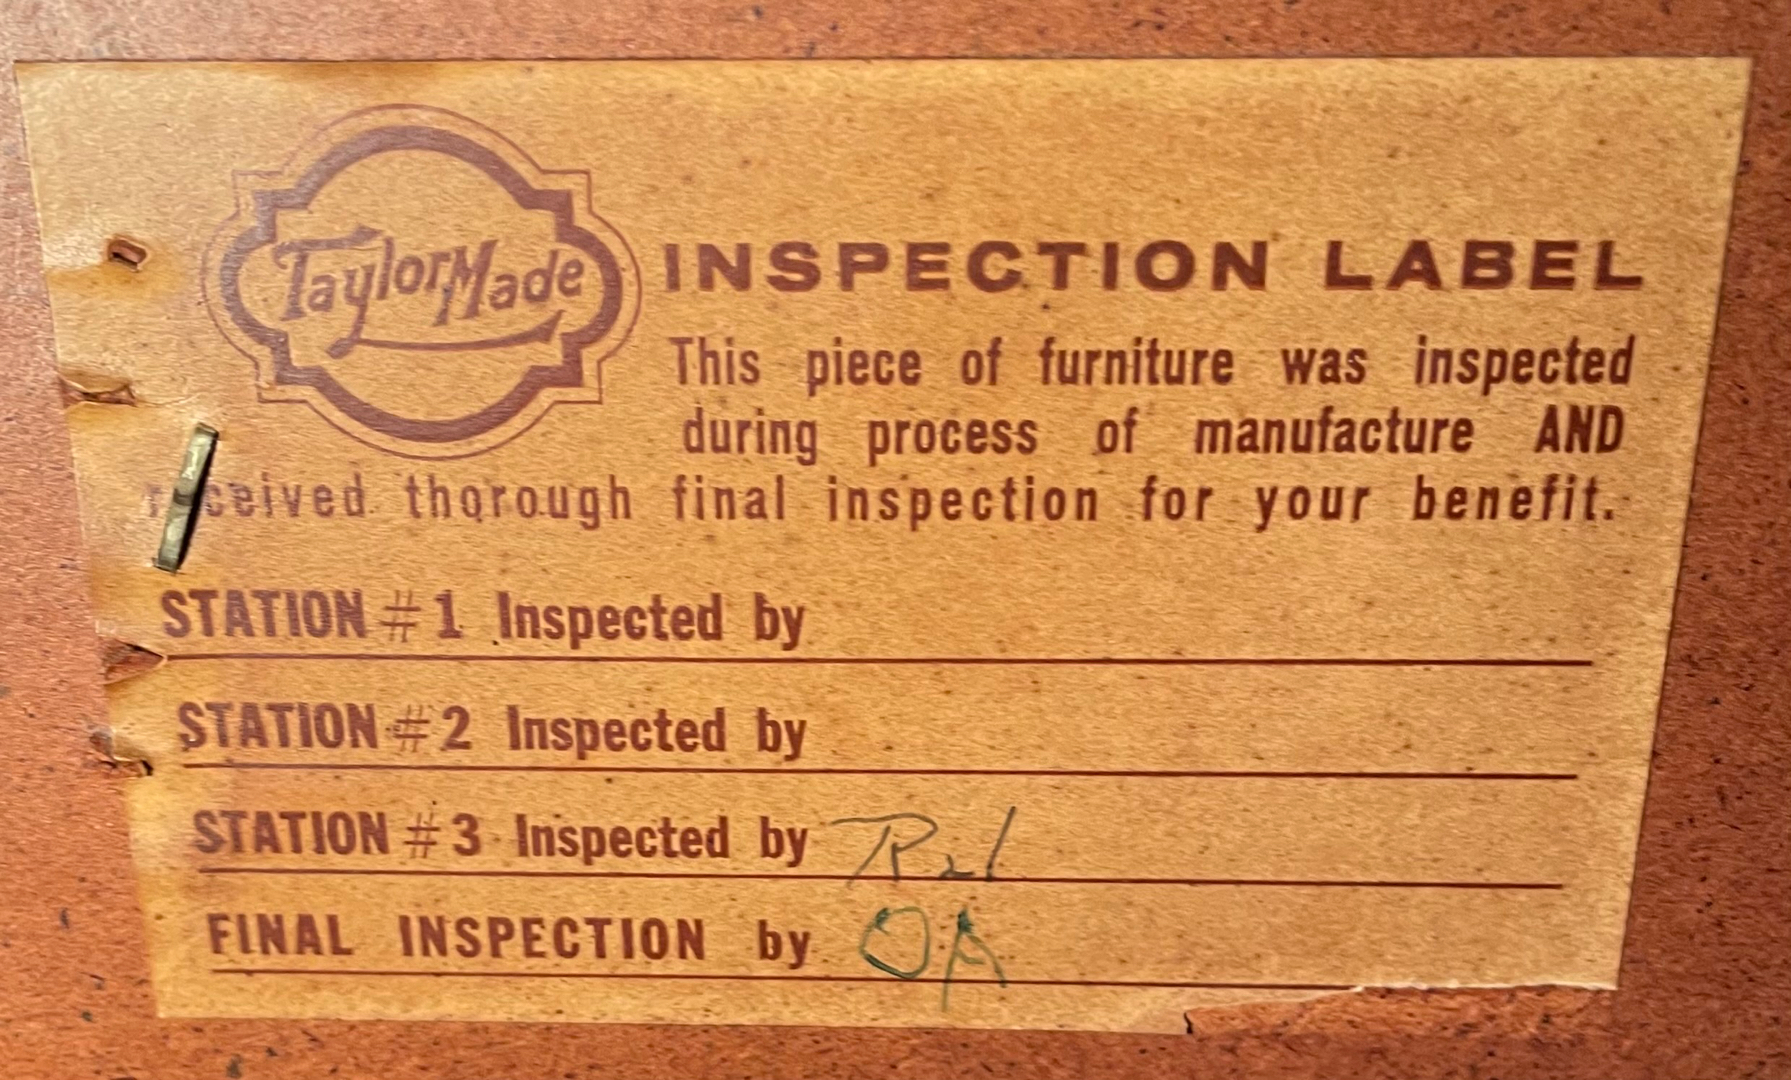 TaylorMade
INSPECTION LABEL
This piece of furniture was inspected
during process of manufacture AND
received thorough final inspection for your benefit.
STATION #1 Inspected by
STATION #2 Inspected by
STATION #3 Inspected by
FINAL INSPECTION by OA